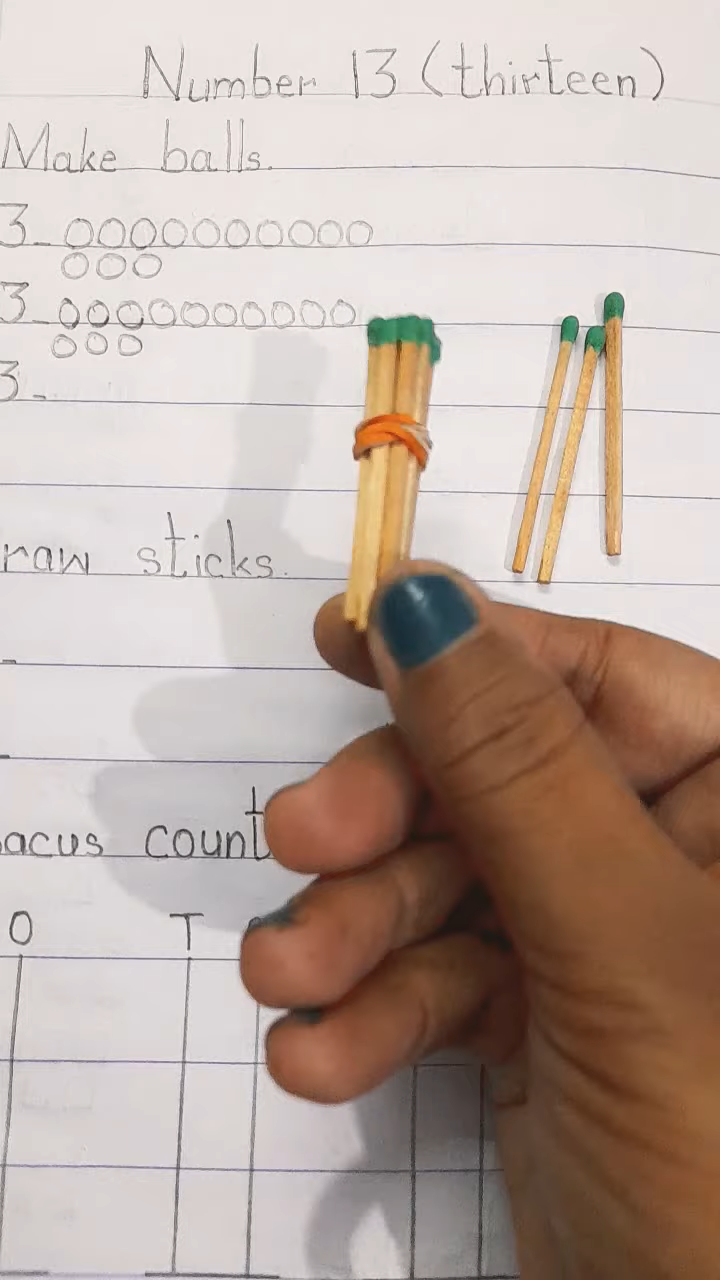 Number 13 (thirteen)
Make balls.
3-
3-
3-
raw sticks.
acus count
O T